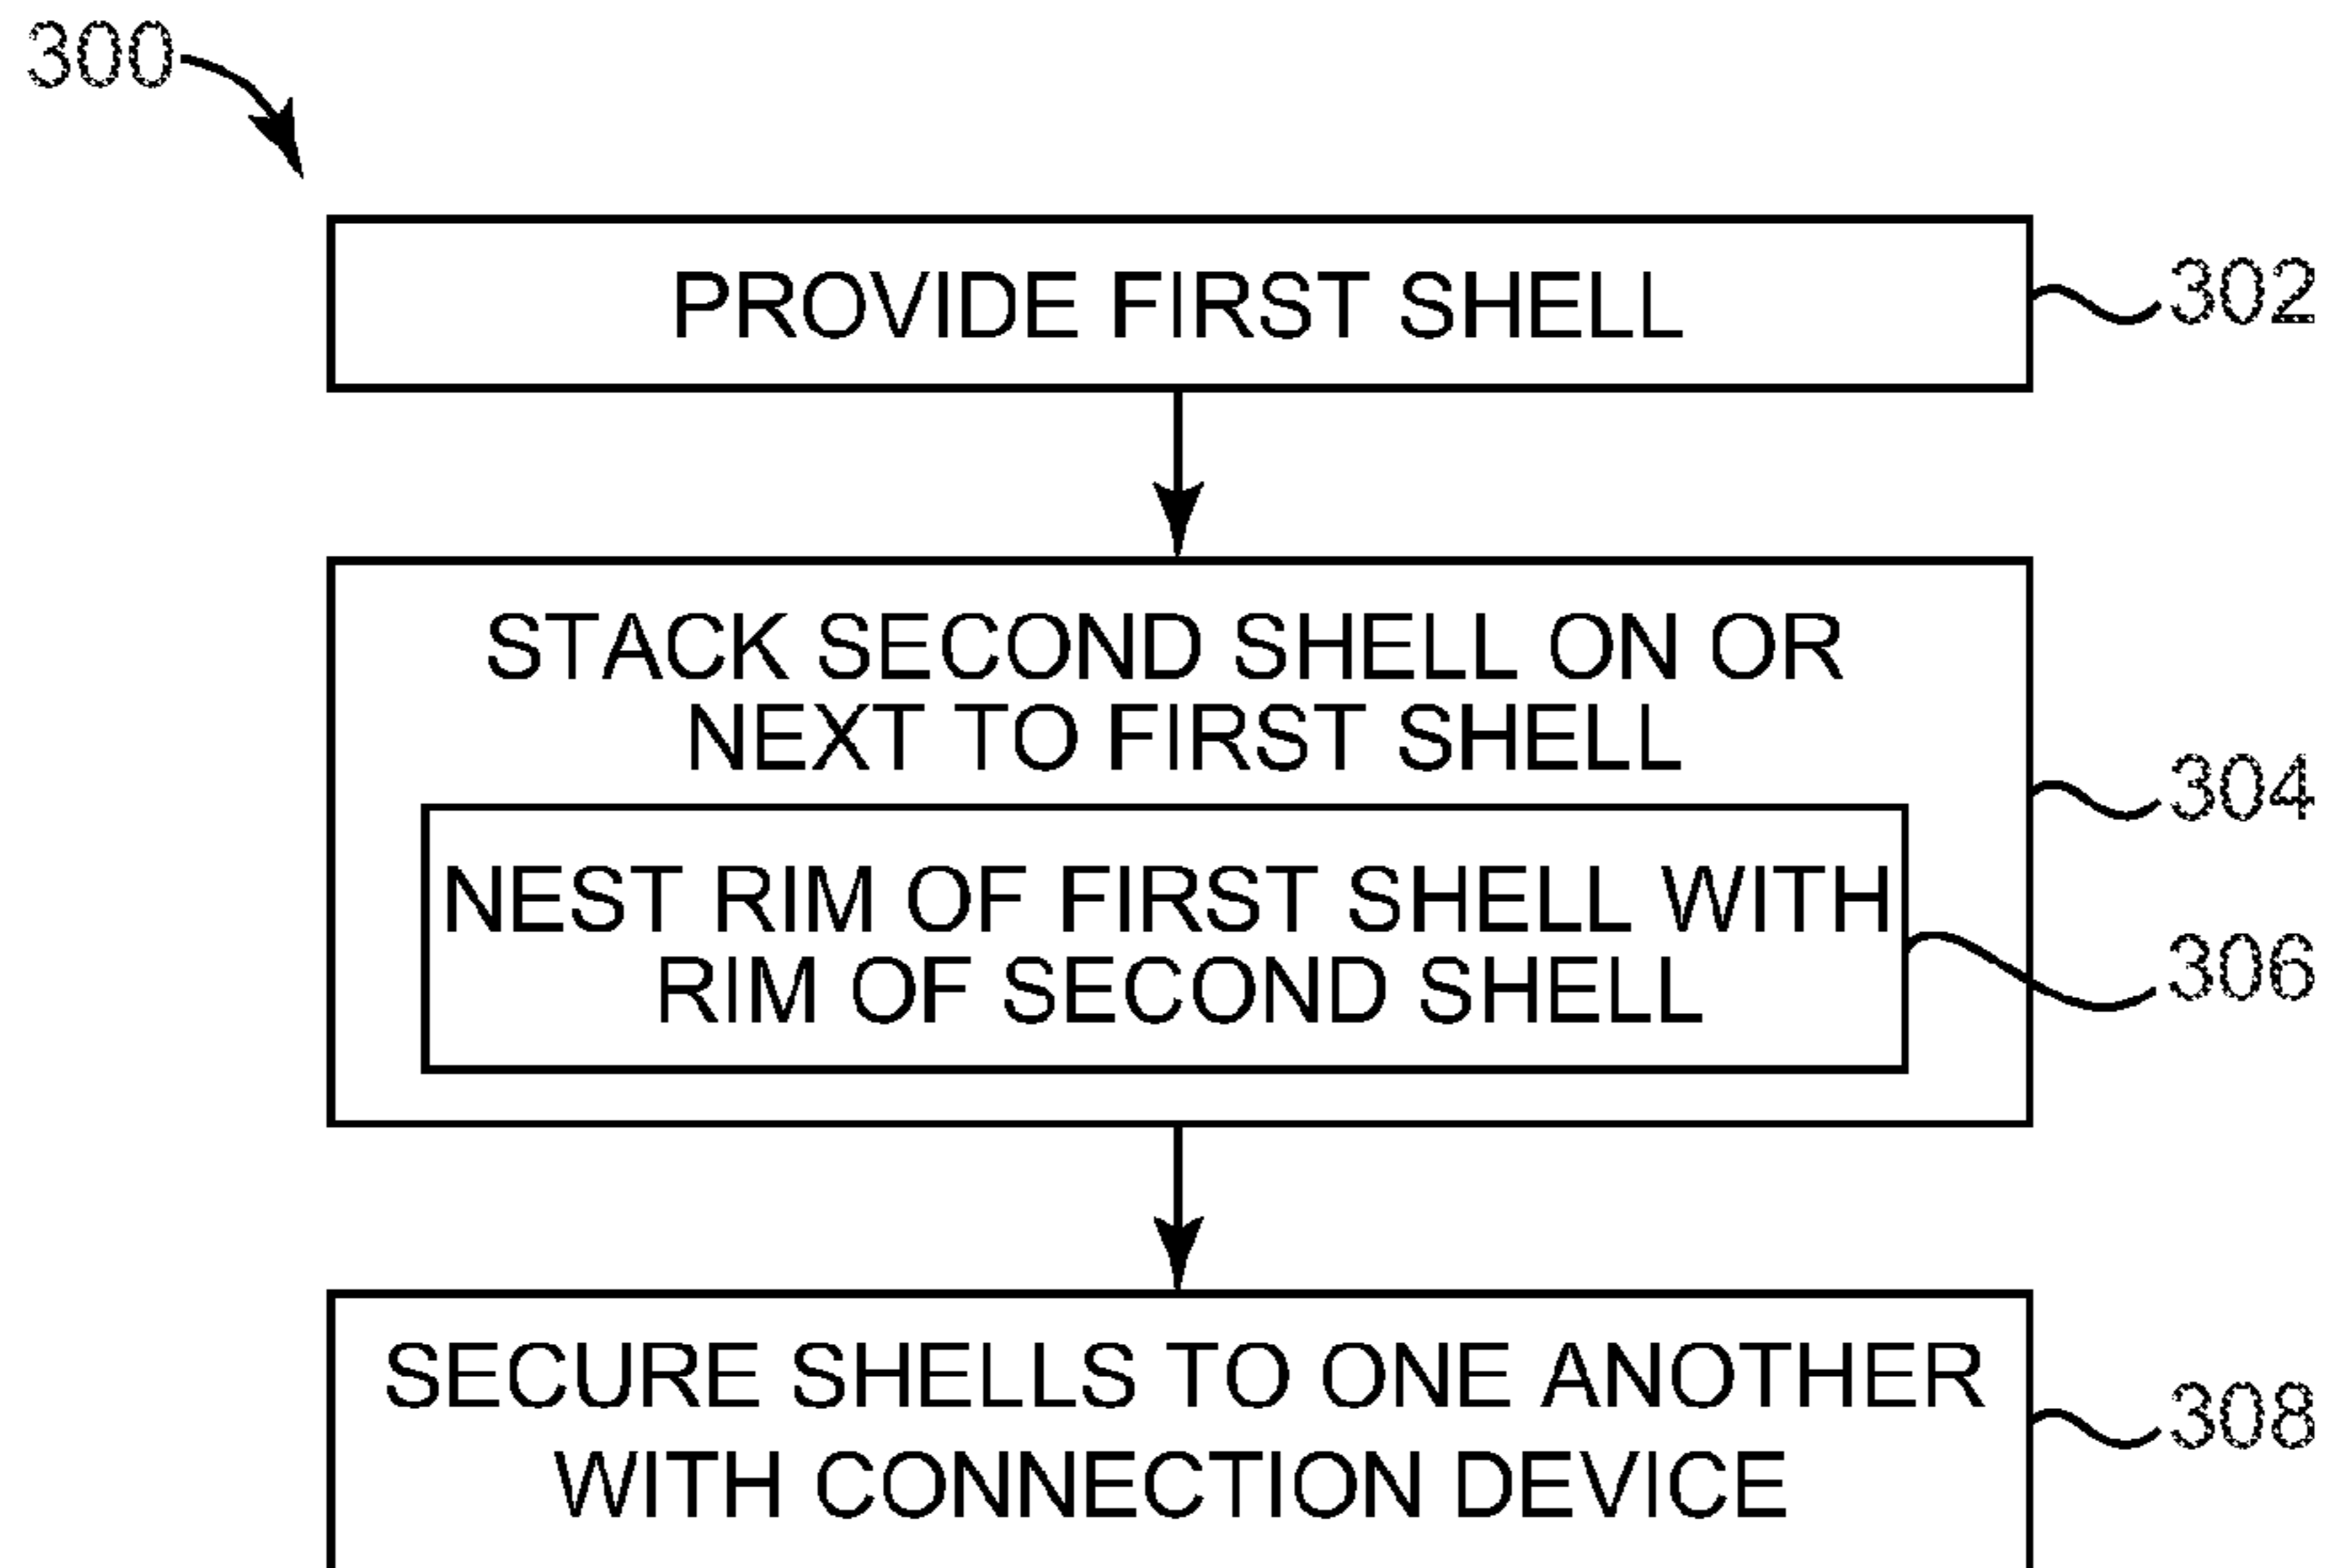 300
PROVIDE FIRST SHELL
302
STACK SECOND SHELL ON OR
NEXT TO FIRST SHELL
304
NEST RIM OF FIRST SHELL WITH
RIM OF SECOND SHELL
306
SECURE SHELLS TO ONE ANOTHER
WITH CONNECTION DEVICE
308